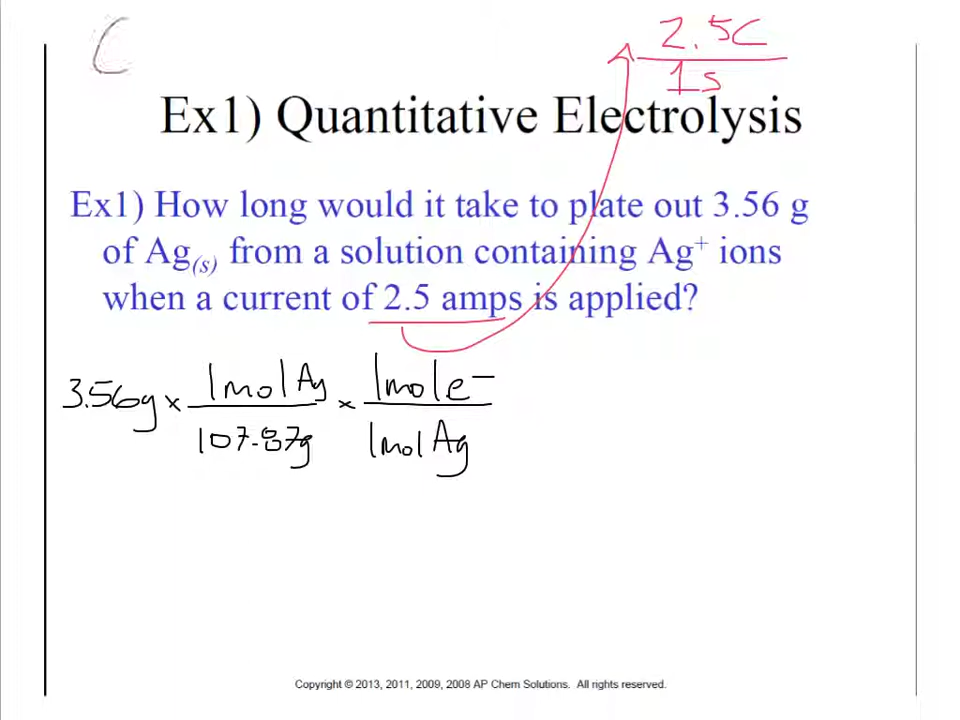 C
2.5C
1s
Ex1) Quantitative Electrolysis
Ex1) How long would it take to plate out 3.56 g
of Ag(s) from a solution containing Ag+ ions
when a current of 2.5 amps is applied?
3.56g × 1mol Ag × 1mol e−
107.87g 1mol Ag
Copyright © 2013, 2011, 2009, 2008 AP Chem Solutions. All rights reserved.